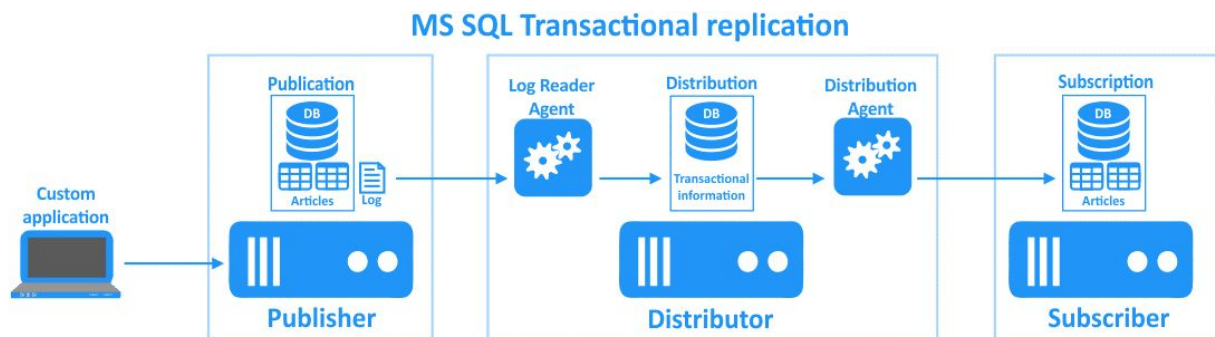 MS SQL Transactional replication
Custom
application
Publication
DB
Articles
Log
Publisher
Log Reader
Agent
Distribution
DB
Transactional
information
Distribution
Agent
Distributor
Subscription
DB
Articles
Subscriber